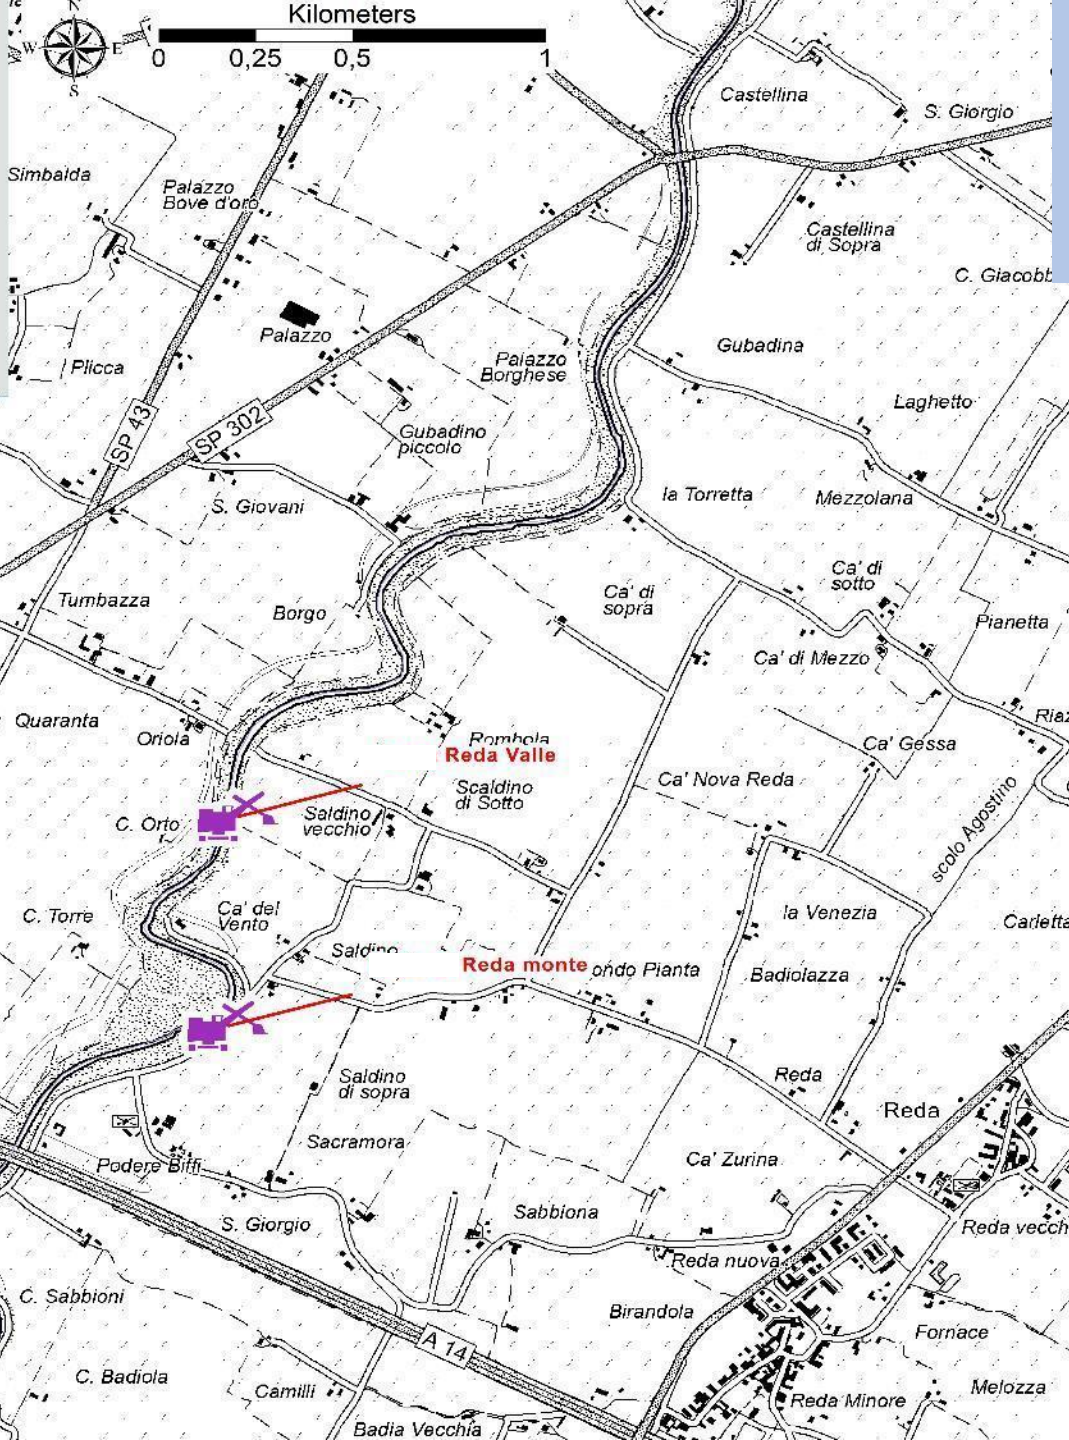 Kilometers
N
W
E
S
0
0,25
0,5
1
Castellina
S. Giorgio
Simbalda
Palazzo
Bove d'oro
Castellina
di Sopra
C. Giacobb
Palazzo
Plicca
Palazzo
Borghese
Gubadina
Laghetto
SP 43
SP 302
Gubadino
piccolo
la Torretta
Mezzolana
S. Giovani
Ca' di
sotto
Ca' di
sopra
Tumbazza
Borgo
Pianetta
Ca' di Mezzo
Quaranta
Oriola
Rombola
Reda Valle
Riaz
Ca' Gessa
Ca' Nova Reda
Scaldino
di Sotto
Saldino
vecchio
C. Orto
scolo Agostino
C. Torre
Ca' del
Vento
la Venezia
Carletta
Saldino
Reda monte
ondo Pianta
Badiolazza
Saldino
di sopra
Reda
Reda
Sacramora
Podere Biffi
Ca' Zurina
S. Giorgio
Sabbiona
Reda vecch
Reda nuova
C. Sabbioni
Birandola
Fornace
A 14
C. Badiola
Camilli
Melozza
Reda Minore
Badia Vecchia